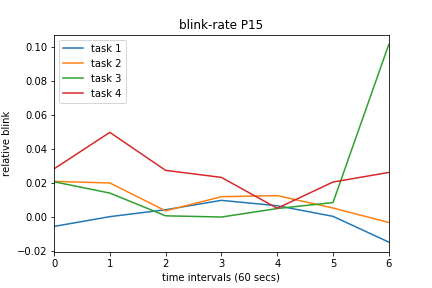 blink-rate P15
relative blink
0.10
0.08
0.06
0.04
0.02
0.00
−0.02
task 1
task 2
task 3
task 4
0 1 2 3 4 5 6
time intervals (60 secs)